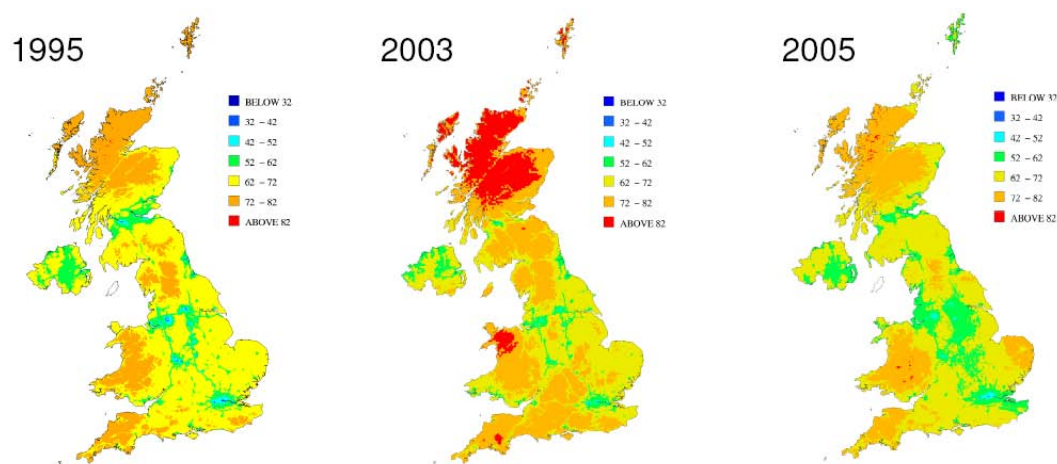 1995
BELOW 32
32 – 42
42 – 52
52 – 62
62 – 72
72 – 82
ABOVE 82
2003
BELOW 32
32 – 42
42 – 52
52 – 62
62 – 72
72 – 82
ABOVE 82
2005
BELOW 32
32 – 42
42 – 52
52 – 62
62 – 72
72 – 82
ABOVE 82